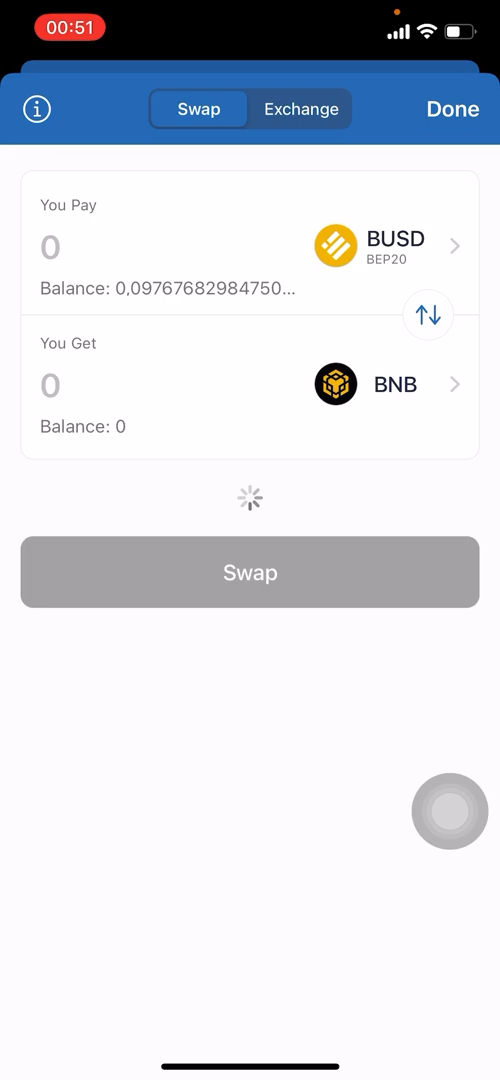 00:51
Swap
Exchange
Done
You Pay
0
BUSD
BEP20
Balance: 0,09767682984750...
You Get
0
BNB
Balance: 0
Swap